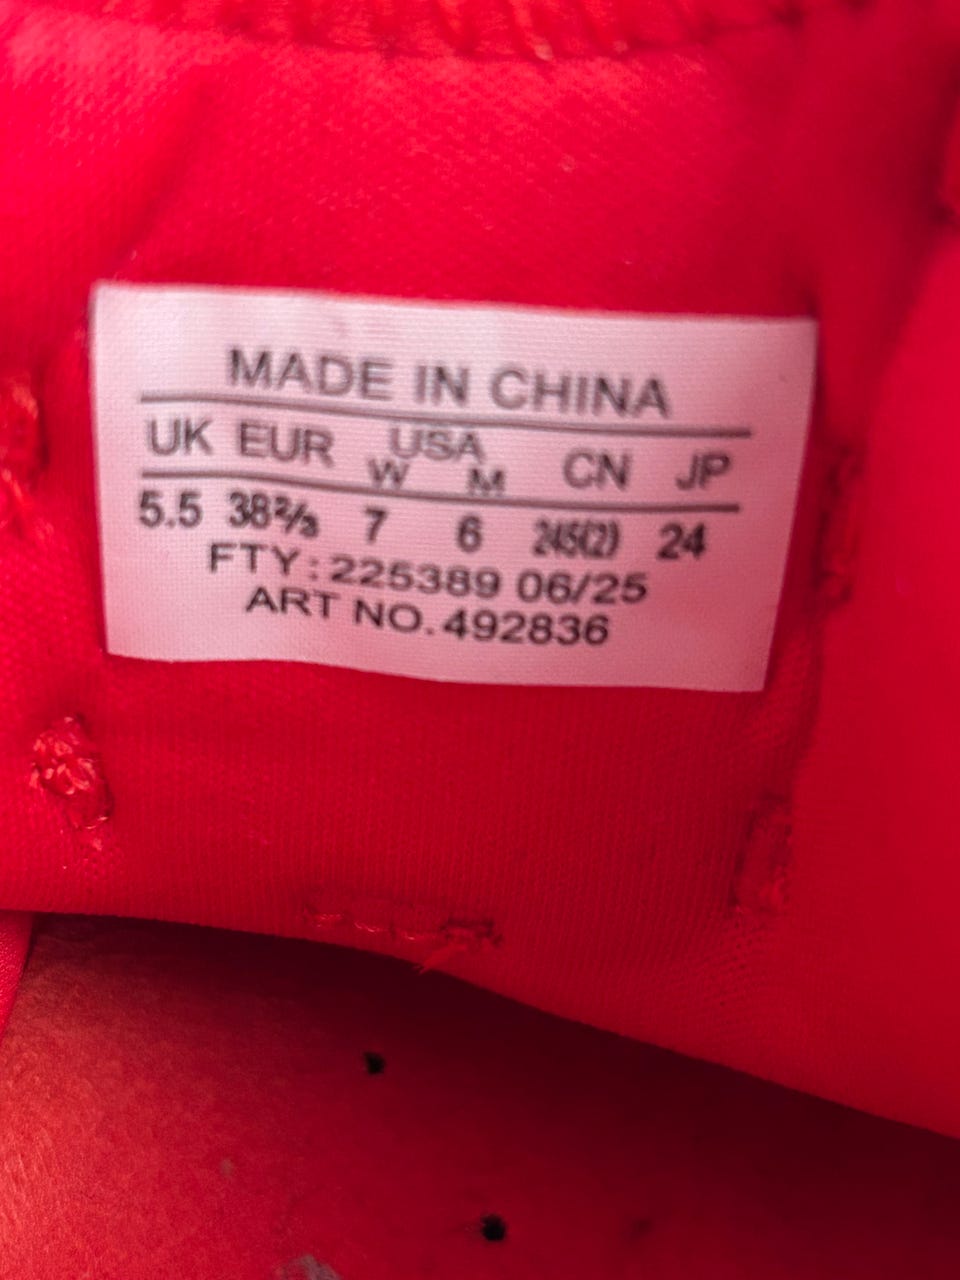 MADE IN CHINA
UK EUR USA CN JP
W M
5.5 38⅔ 7 6 245(2) 24
FTY: 225389 06/25
ART NO. 492836